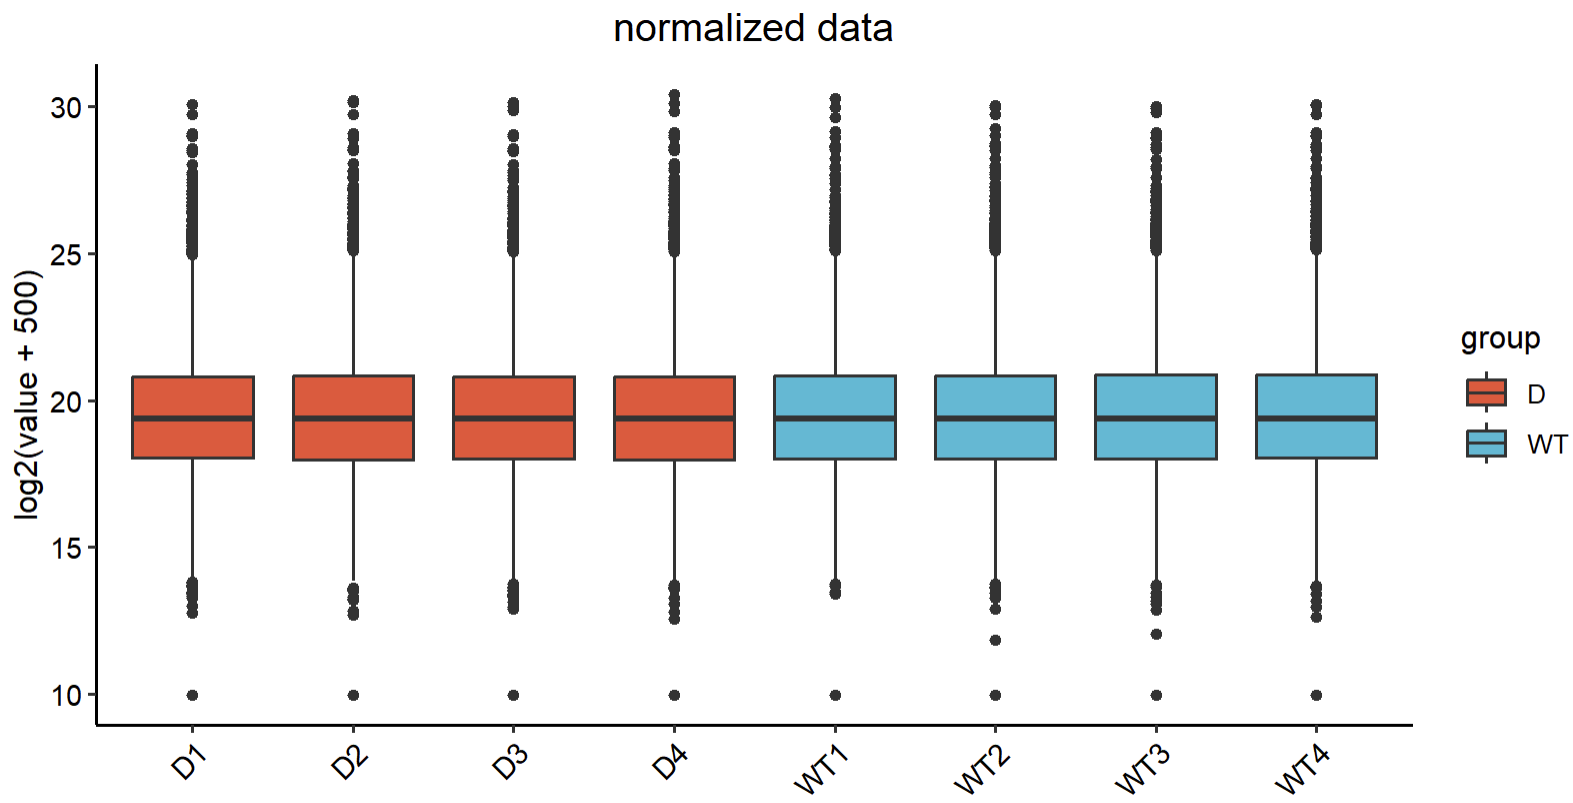 normalized data
log2(value + 500)
30
25
20
15
10
D1
D2
D3
D4
WT1
WT2
WT3
WT4
group
D
WT